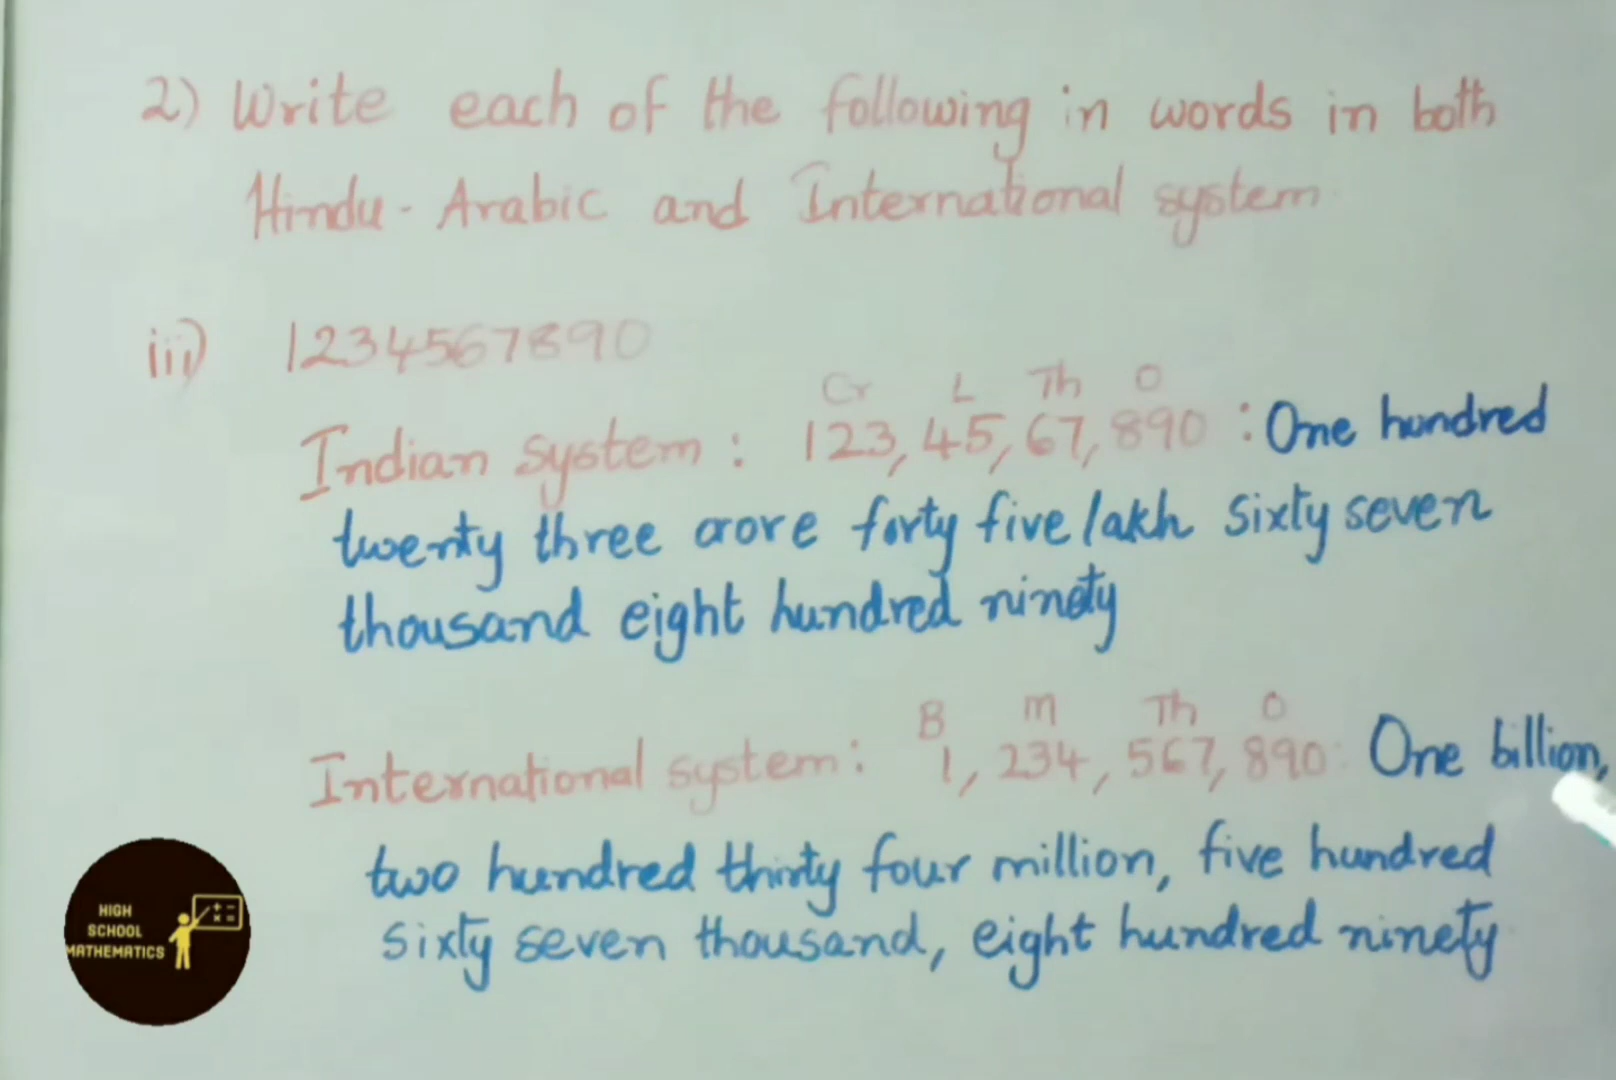 2) Write each of the following in words in both
Hindu-Arabic and International system
iii) 1234567890
Cr L Th O
Indian system : 123,45,67,890 : One hundred
twenty three crore forty five lakh sixty seven
thousand eight hundred ninety
B M Th O
International system: 1, 234, 567, 890: One billion,
two hundred thirty four million, five hundred
sixty seven thousand, eight hundred ninety
HIGH
SCHOOL
MATHEMATICS